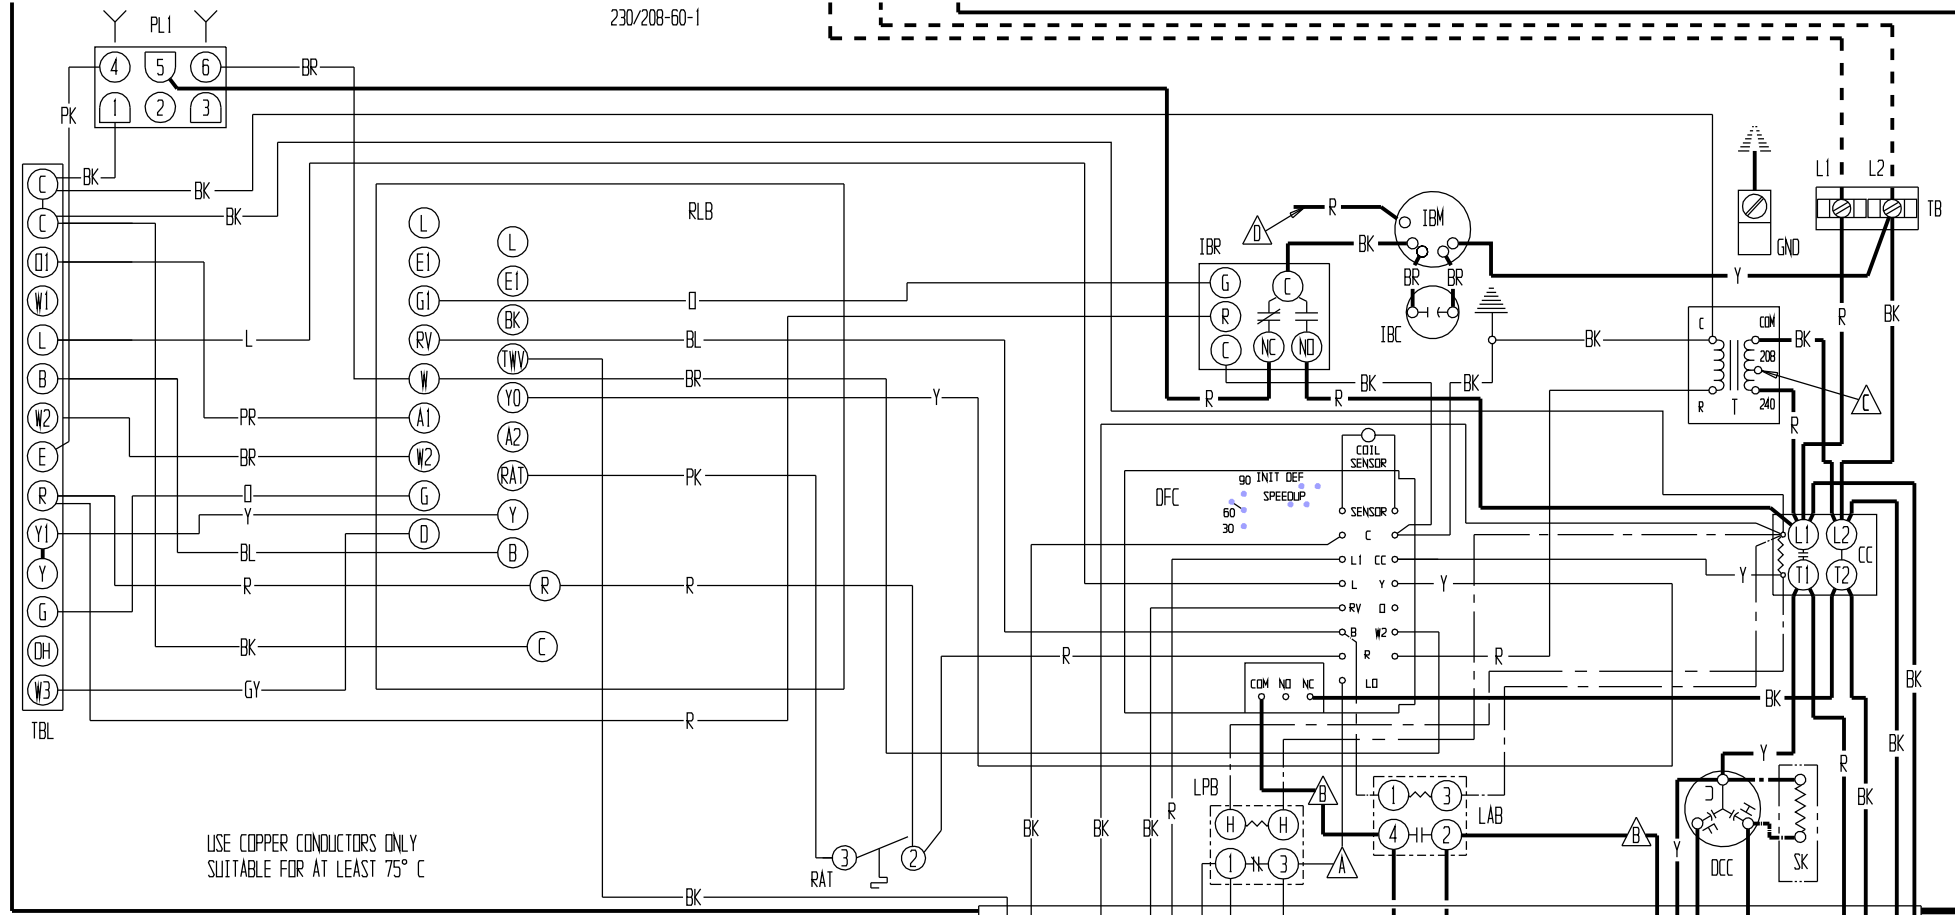 230/208-60-1
PL1
4 5 6
1 2 3
BR
PK
BK
BK
BK
C
C
O1
W1
L
B
W2
E
R
Y1
Y
G
OH
W3
TBL
L
PR
BR
O
Y
BL
R
BK
GY
RLB
L
E1
G1
RV
W
A1
W2
G
D
L
E1
BK
TWV
YO
A2
RAT
Y
B
R
C
O
BL
BR
Y
PK
R
R
R
BK
USE COPPER CONDUCTORS ONLY
SUITABLE FOR AT LEAST 75° C
RAT
3 2
D
R
IBM
IBR
BK
BR BR
IBC
G
R
C
C
NC NO
R
BK
R
BK
BK
GND
L1 L2
TB
Y
R
BK
C COM
208
R T 240
BK
R
C
COIL
SENSOR
DFC
90 INIT DEF
SPEEDUP
60
30
SENSOR
C
L1 CC
L Y
RV O
B W2
R
LO
COM NO NC
Y
R
Y
L1 L2
T1 T2
CC
BK
BK
BK
BK
R
Y
Y
LPB
H H
1 3
B
A
1 3
4 2
LAB
B
C
F
H
DCC
SK
BK
BK
BK
R